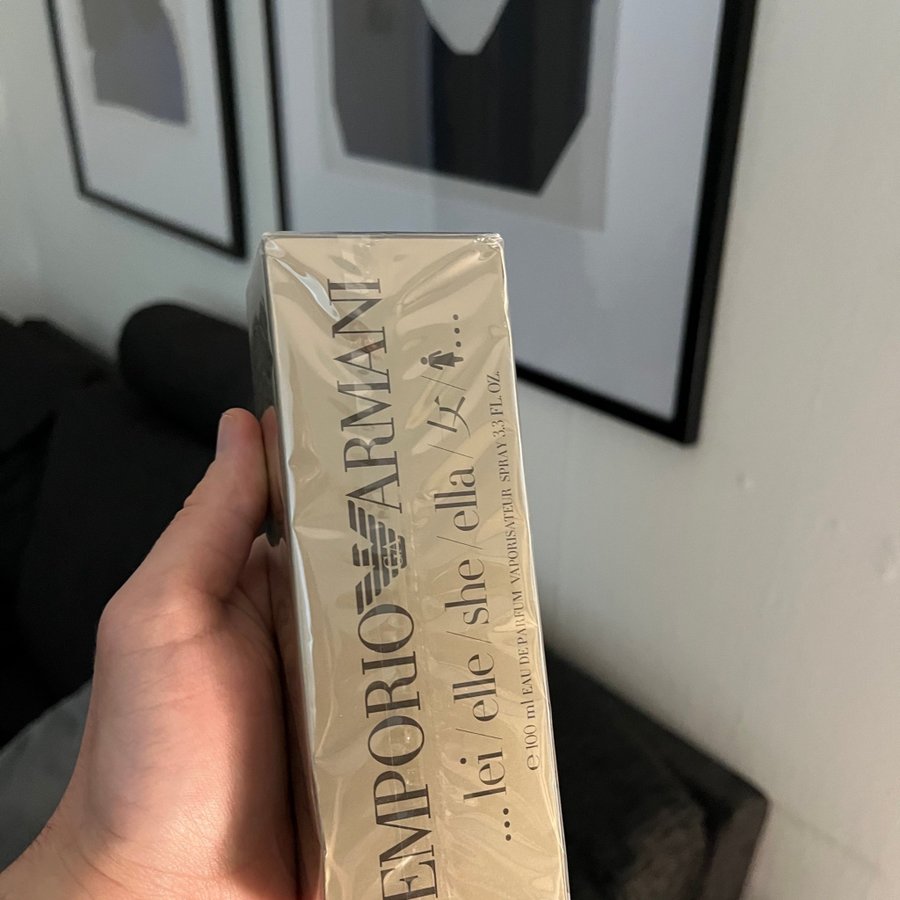 EMPORIO ARMANI
... lei / elle / she / ella / 女 / ...
e 100 ml EAU DE PARFUM VAPORISATEUR SPRAY 3.3 FL. OZ.